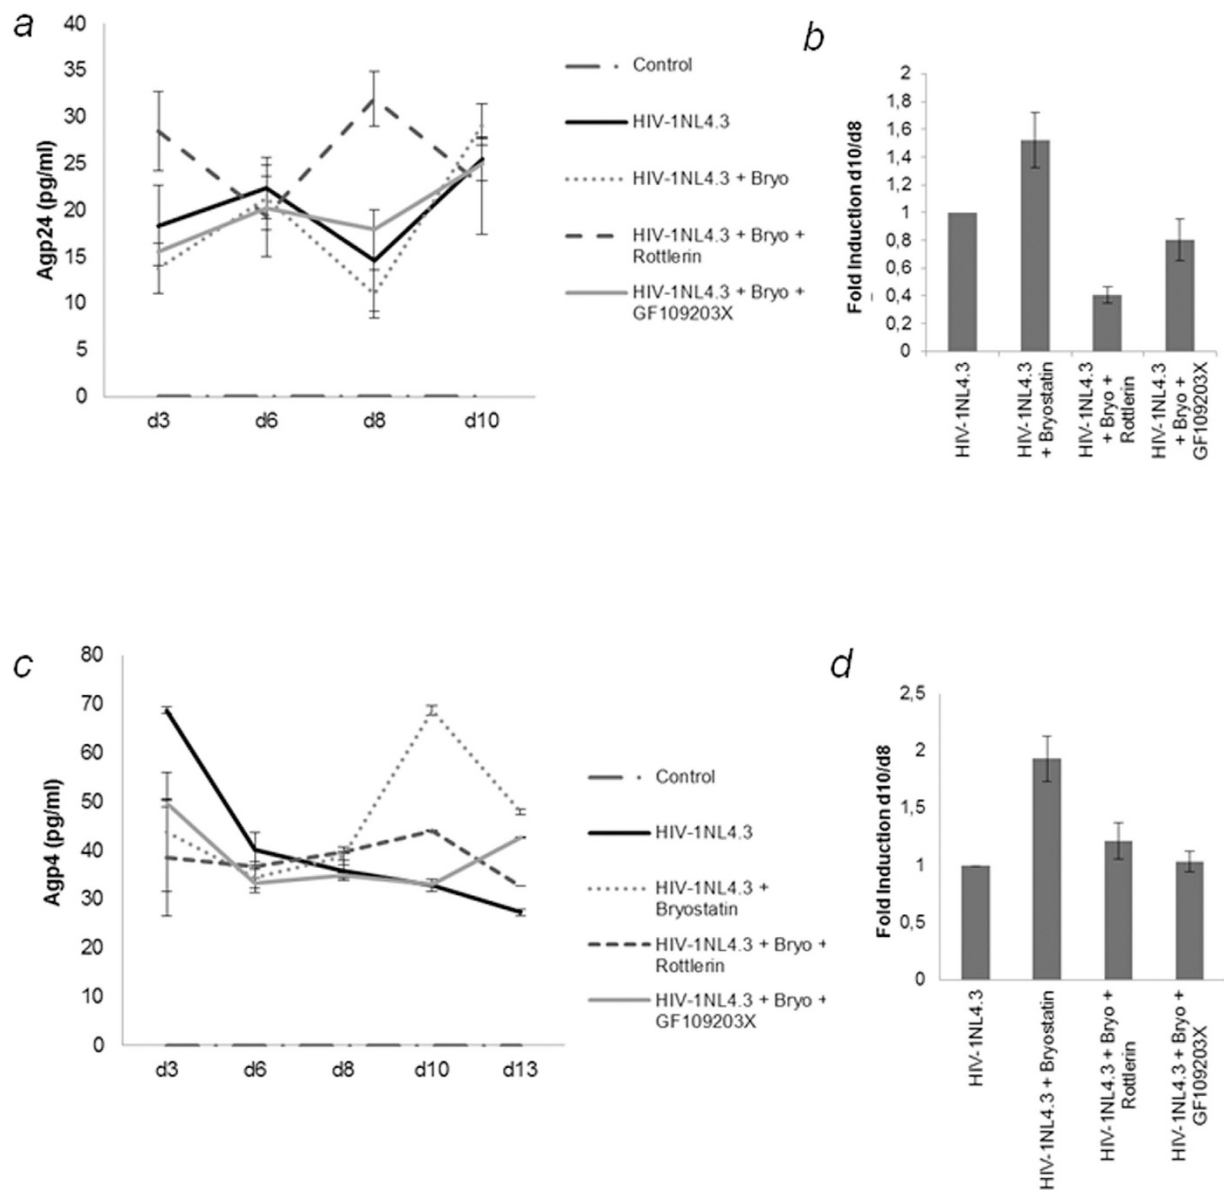 a
40
35
30
25
20
15
10
5
0
Agp24 (pg/ml)
d3 d6 d8 d10
Control
HIV-1NL4.3
HIV-1NL4.3 + Bryo
HIV-1NL4.3 + Bryo +
Rottlerin
HIV-1NL4.3 + Bryo +
GF109203X
b
2
1,8
1,6
1,4
1,2
1
0,8
0,6
0,4
0,2
0
Fold Induction d10/d8
HIV-1NL4.3
HIV-1NL4.3
+ Bryostatin
HIV-1NL4.3
+ Bryo +
Rottlerin
HIV-1NL4.3
+ Bryo +
GF109203X
c
80
70
60
50
40
30
20
10
0
Agp4 (pg/ml)
d3 d6 d8 d10 d13
Control
HIV-1NL4.3
HIV-1NL4.3 +
Bryostatin
HIV-1NL4.3 + Bryo +
Rottlerin
HIV-1NL4.3 + Bryo +
GF109203X
d
2,5
2
1,5
1
0,5
0
Fold Induction d10/d8
HIV-1NL4.3
HIV-1NL4.3 + Bryostatin
HIV-1NL4.3 + Bryo +
Rottlerin
HIV-1NL4.3 + Bryo +
GF109203X